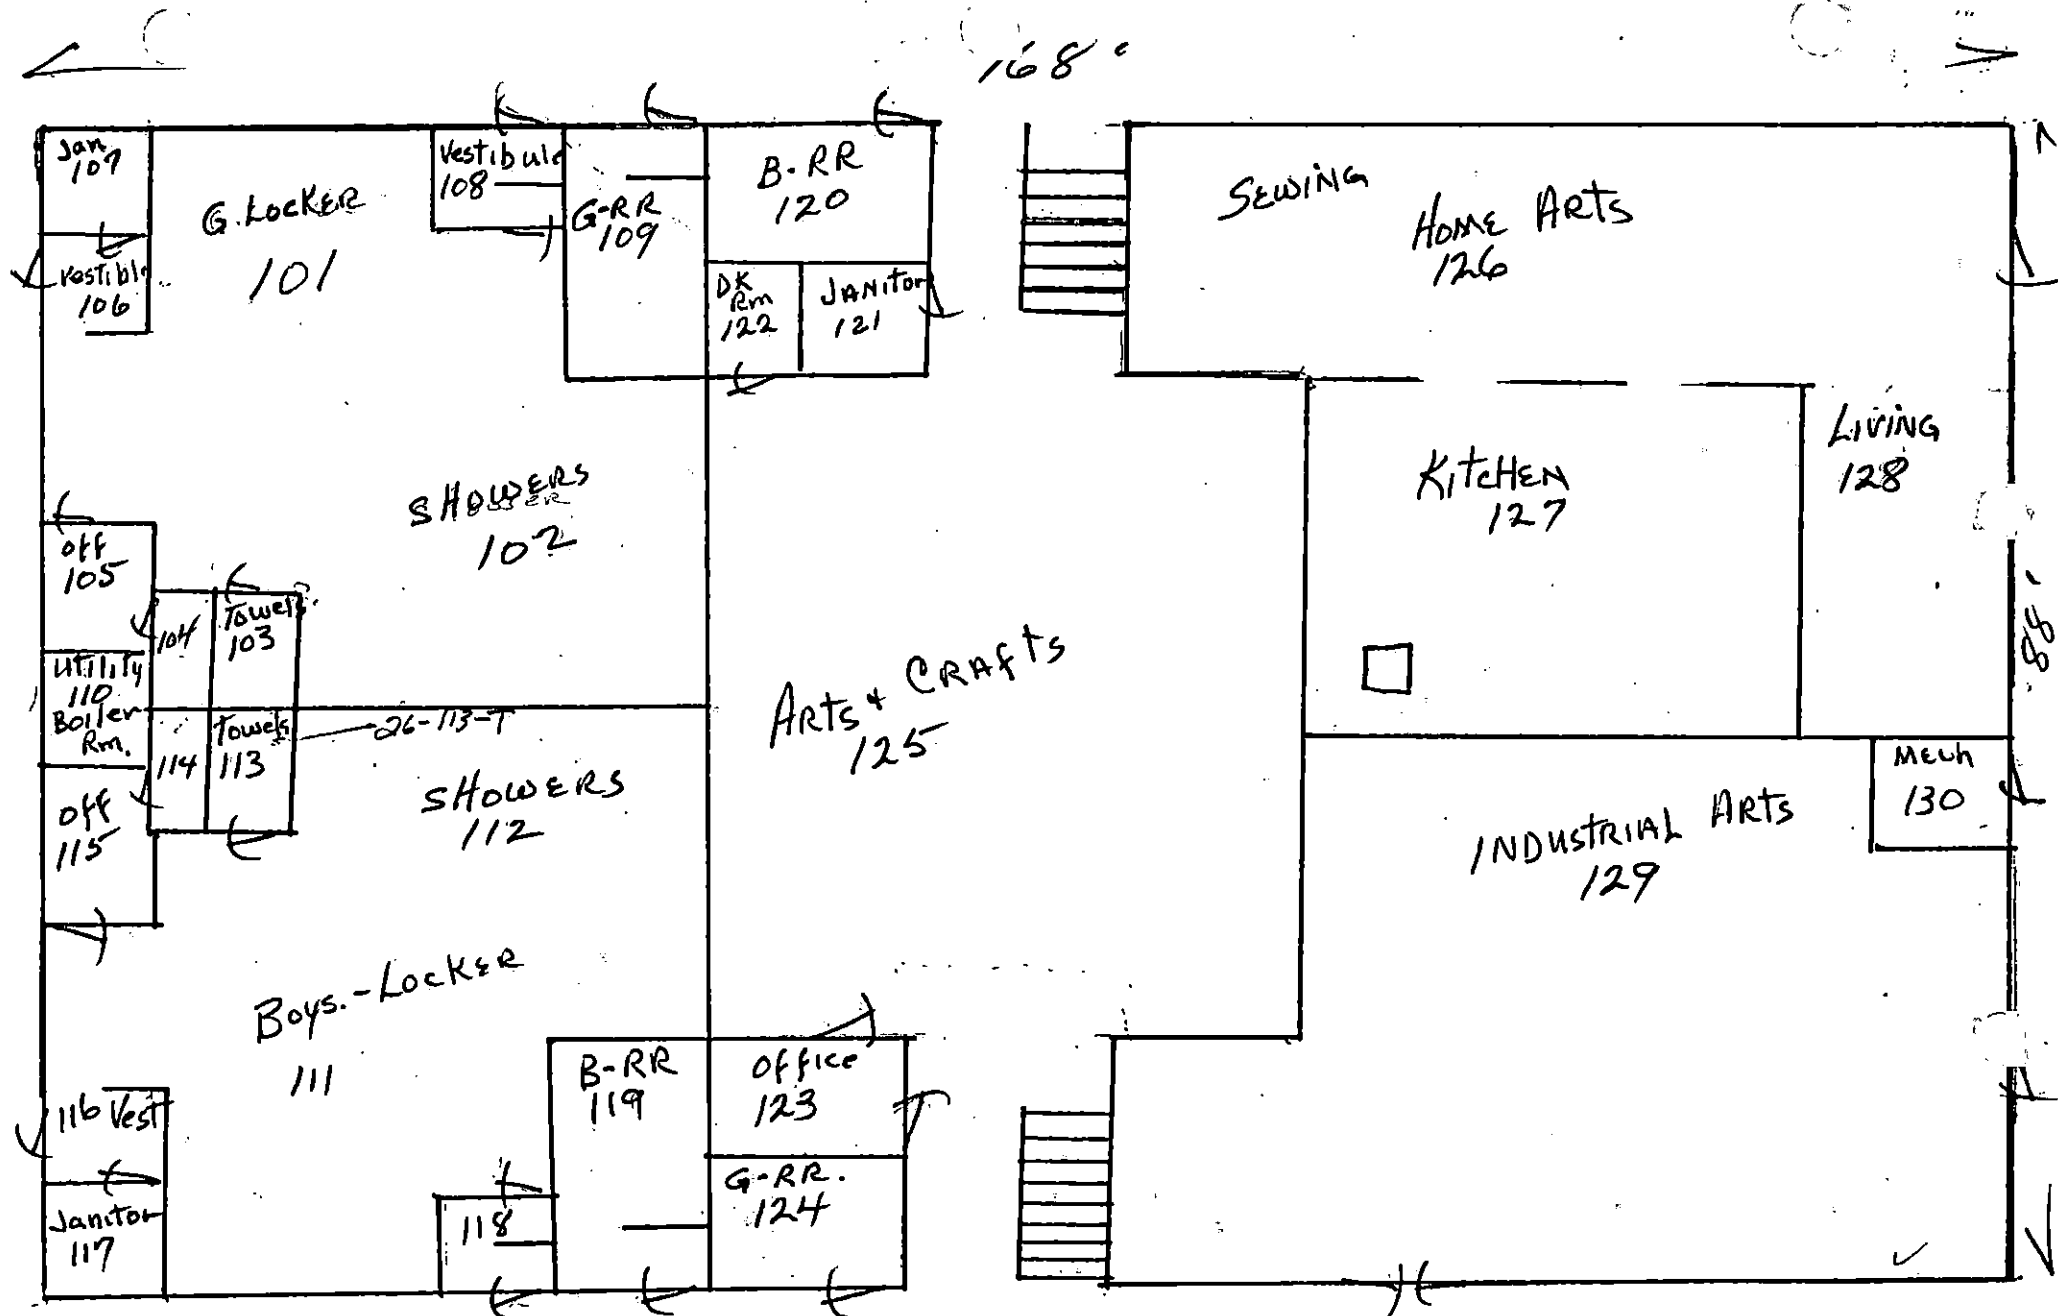 168'
Jan
107
Vestibl
106
G. Locker
101
Vestibule
108
G-RR
109
B-RR
120
DK
Rm
122
Janitor
121
Sewing
Home Arts
126
Living
128
Kitchen
127
88'
Showers
102
Off
105
104
Towels
103
Utility
110
Boiler
Rm.
114
Towels
113
26-113-T
Off
115
Showers
112
Arts + Crafts
125
Mech
130
Industrial Arts
129
Boys.-Locker
111
116 Vest
Janitor
117
118
B-RR
119
Office
123
G-RR.
124